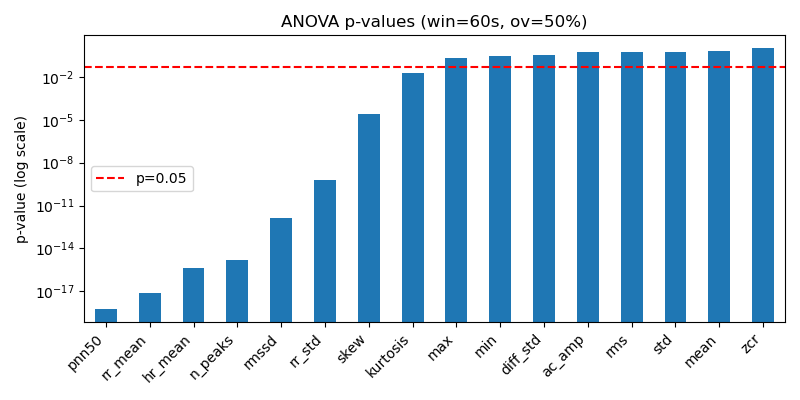 ANOVA p-values (win=60s, ov=50%)
p-value (log scale)
10⁻²
10⁻⁵
10⁻⁸
10⁻¹¹
10⁻¹⁴
10⁻¹⁷
p=0.05
pnn50
rr_mean
hr_mean
n_peaks
rmssd
rr_std
skew
kurtosis
max
min
diff_std
ac_amp
rms
std
mean
zcr